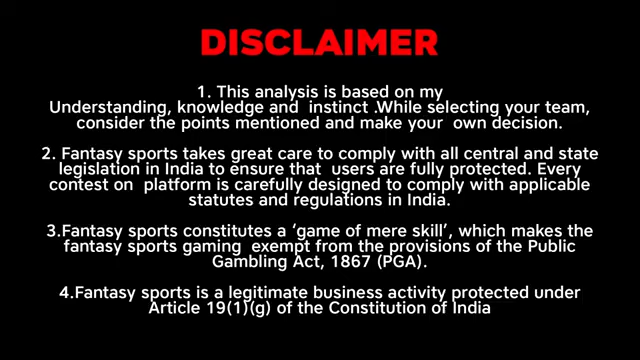 DISCLAIMER
1. This analysis is based on my
Understanding, knowledge and instinct .While selecting your team,
consider the points mentioned and make your own decision.
2. Fantasy sports takes great care to comply with all central and state
legislation in India to ensure that users are fully protected. Every
contest on platform is carefully designed to comply with applicable
statutes and regulations in India.
3.Fantasy sports constitutes a ‘game of mere skill’, which makes the
fantasy sports gaming exempt from the provisions of the Public
Gambling Act, 1867 (PGA).
4.Fantasy sports is a legitimate business activity protected under
Article 19(1)(g) of the Constitution of India